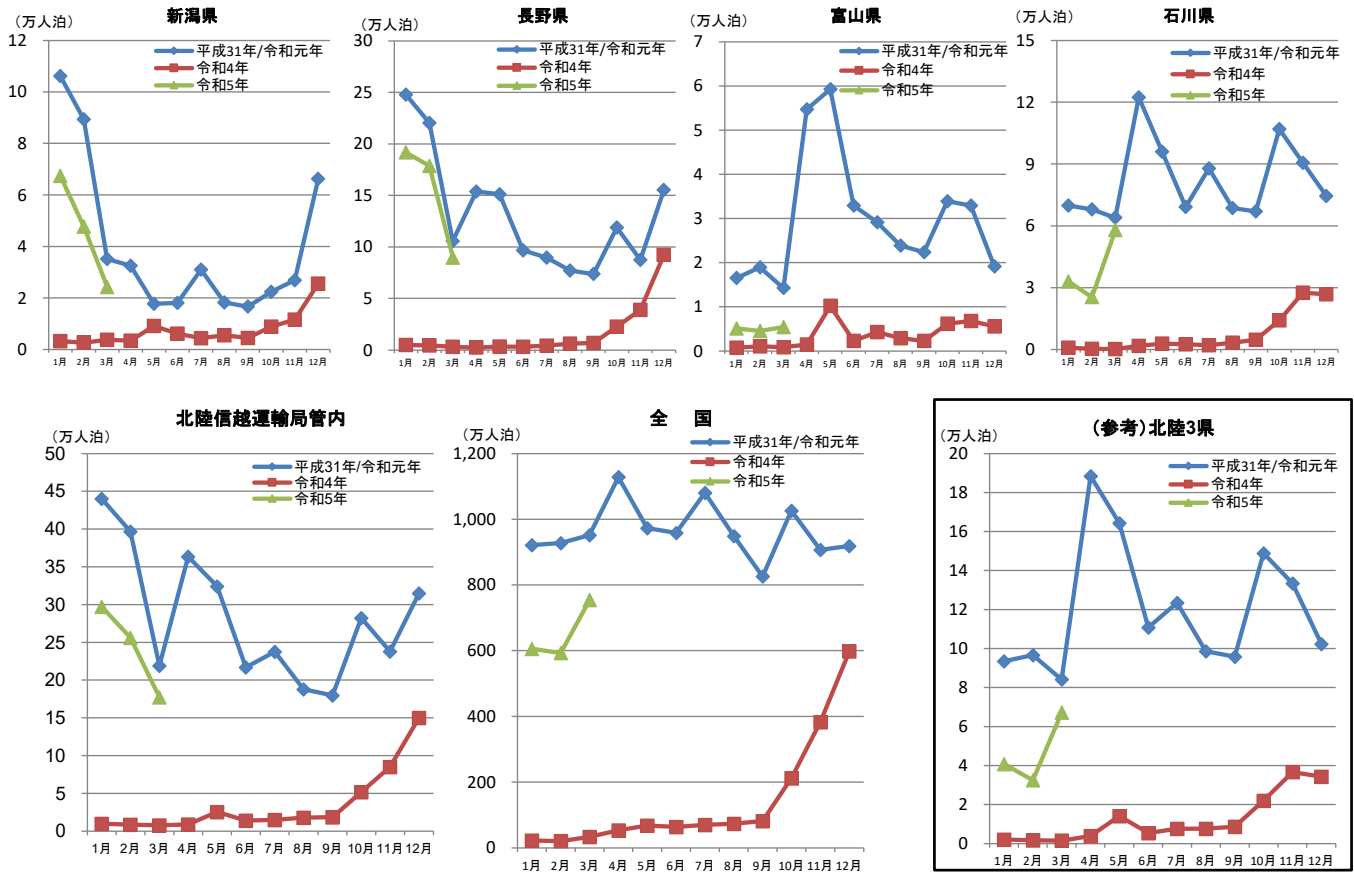 新潟県
（万人泊）
平成31年/令和元年
令和4年
令和5年
12
10
8
6
4
2
0
1月 2月 3月 4月 5月 6月 7月 8月 9月 10月 11月 12月
長野県
（万人泊）
平成31年/令和元年
令和4年
令和5年
30
25
20
15
10
5
0
1月 2月 3月 4月 5月 6月 7月 8月 9月 10月 11月 12月
富山県
（万人泊）
平成31年/令和元年
令和4年
令和5年
7
6
5
4
3
2
1
0
1月 2月 3月 4月 5月 6月 7月 8月 9月 10月 11月 12月
石川県
（万人泊）
平成31年/令和元年
令和4年
令和5年
15
12
9
6
3
0
1月 2月 3月 4月 5月 6月 7月 8月 9月 10月 11月 12月
北陸信越運輸局管内
（万人泊）
平成31年/令和元年
令和4年
令和5年
50
45
40
35
30
25
20
15
10
5
0
1月 2月 3月 4月 5月 6月 7月 8月 9月 10月 11月 12月
全　国
（万人泊）
平成31年/令和元年
令和4年
令和5年
1,200
1,000
800
600
400
200
0
1月 2月 3月 4月 5月 6月 7月 8月 9月 10月 11月 12月
（参考）北陸3県
（万人泊）
平成31年/令和元年
令和4年
令和5年
20
18
16
14
12
10
8
6
4
2
0
1月 2月 3月 4月 5月 6月 7月 8月 9月 10月 11月 12月